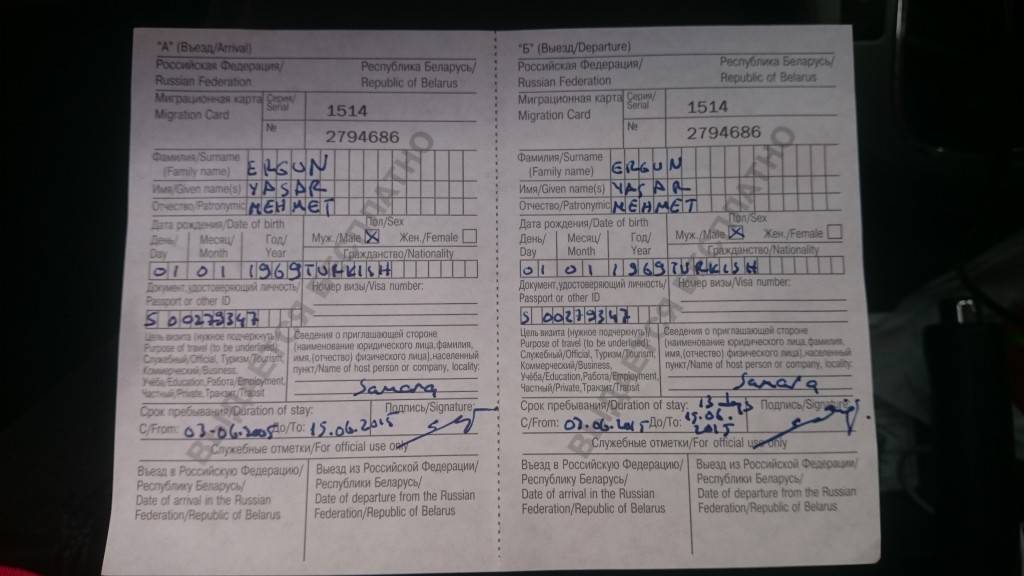 "А" (Въезд/Arrival)
Российская Федерация/ Республика Беларусь/
Russian Federation Republic of Belarus
Миграционная карта Серия/ Serial 1514
Migration Card № 2794686
Фамилия/Surname (Family name) ERGUN
Имя/Given name(s) YASAR
Отчество/Patronymic MEHMET
Дата рождения/Date of birth Пол/Sex
День/ Day Месяц/ Month Год/ Year Муж./Male ☒ Жен./Female ☐
Гражданство/Nationality
01 01 1969 TURKISH
Документ, удостоверяющий личность/ Номер визы/Visa number:
Passport or other ID
S 00279347
Цель визита (нужное подчеркнуть)/
Purpose of travel (to be underlined):
Служебный/Official, Туризм/Tourism,
Коммерческий/Business,
Учёба/Education, Работа/Employment,
Частный/Private, Транзит/Transit
Сведения о приглашающей стороне
(наименование юридического лица, фамилия,
имя, (отчество) физического лица), населенный
пункт/Name of host person or company, locality:
Samara
Срок пребывания/Duration of stay: Подпись/Signature:
С/From: 03.06.2005 До/To: 15.06.2015
Служебные отметки/For official use only
Въезд в Российскую Федерацию/
Республику Беларусь/
Date of arrival in the Russian
Federation/Republic of Belarus
Выезд из Российской Федерации/
Республики Беларусь/
Date of departure from the Russian
Federation/Republic of Belarus
ВЫДАЕТСЯ БЕСПЛАТНО
"Б" (Выезд/Departure)
Российская Федерация/ Республика Беларусь/
Russian Federation Republic of Belarus
Миграционная карта Серия/ Serial 1514
Migration Card № 2794686
Фамилия/Surname (Family name) ERGUN
Имя/Given name(s) YASAR
Отчество/Patronymic MEHMET
Дата рождения/Date of birth Пол/Sex
День/ Day Месяц/ Month Год/ Year Муж./Male ☒ Жен./Female ☐
Гражданство/Nationality
01 01 1969 TURKISH
Документ, удостоверяющий личность/ Номер визы/Visa number:
Passport or other ID
S 00279347
Цель визита (нужное подчеркнуть)/
Purpose of travel (to be underlined):
Служебный/Official, Туризм/Tourism,
Коммерческий/Business,
Учёба/Education, Работа/Employment,
Частный/Private, Транзит/Transit
Сведения о приглашающей стороне
(наименование юридического лица, фамилия,
имя, (отчество) физического лица), населенный
пункт/Name of host person or company, locality:
Samara
Срок пребывания/Duration of stay: 13 Подпись/Signature:
С/From: 03.06.2015 До/To: 15.06.2015
Служебные отметки/For official use only
Въезд в Российскую Федерацию/
Республику Беларусь/
Date of arrival in the Russian
Federation/Republic of Belarus
Выезд из Российской Федерации/
Республики Беларусь/
Date of departure from the Russian
Federation/Republic of Belarus
ВЫДАЕТСЯ БЕСПЛАТНО